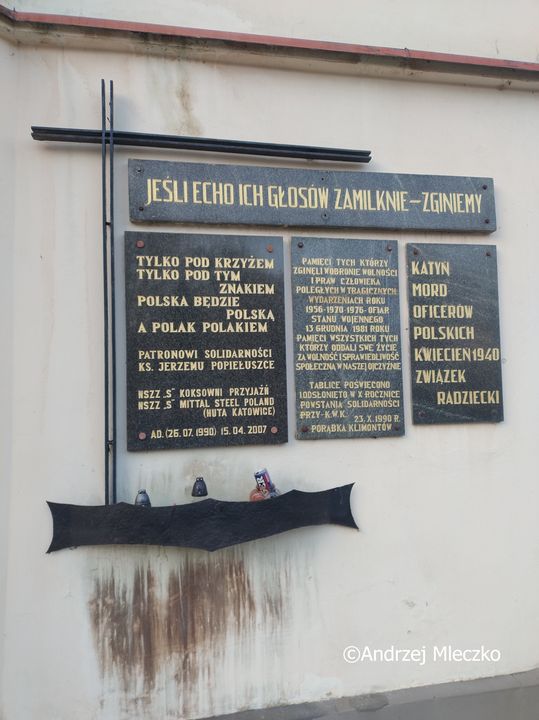 JEŚLI ECHO ICH GŁOSÓW ZAMILKNIE – ZGINIEMY
TYLKO POD KRZYŻEM
TYLKO POD TYM
ZNAKIEM
POLSKA BĘDZIE
POLSKĄ
A POLAK POLAKIEM
PATRONOWI SOLIDARNOŚCI
KS. JERZEMU POPIEŁUSZCE
NSZZ „S" KOKSOWNI PRZYJAŹŃ
NSZZ „S" MITTAL STEEL POLAND
(HUTA KATOWICE)
AD. (26.07.1990) 15.04.2007
PAMIĘCI TYCH KTÓRZY
ZGINĘLI WOBRONIE WOLNOŚCI
I PRAW CZŁOWIEKA
POLEGŁYCH W TRAGICZNYCH
WYDARZENIACH ROKU
1956-1970-1976- OFIAR
STANU WOJENNEGO
13 GRUDNIA 1981 ROKU
PAMIĘCI WSZYSTKICH TYCH
KTÓRZY ODDALI SWE ŻYCIE
ZA WOLNOŚĆ I SPRAWIEDLIWOŚĆ
SPOŁECZNĄ W NASZEJ OJCZYŹNIE
TABLICE POŚWIĘCONO
IODSŁONIĘTO W X ROCZNICE
POWSTANIA SOLIDARNOŚCI
PRZY-K.W.K.
23.X.1990 R.
PORĄBKA KLIMONTÓW
KATYŃ
MORD
OFICERÓW
POLSKICH
KWIECIEŃ 1940
ZWIĄZEK
RADZIECKI
©Andrzej Mleczko